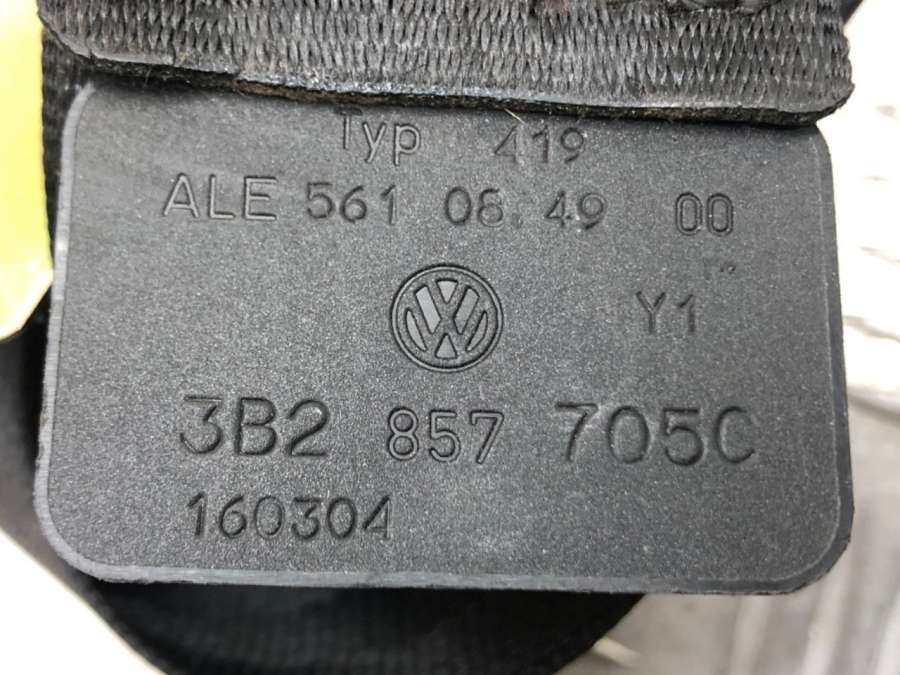 Typ 419
ALE 561 08.49 00
Y1
3B2 857 705C
160304